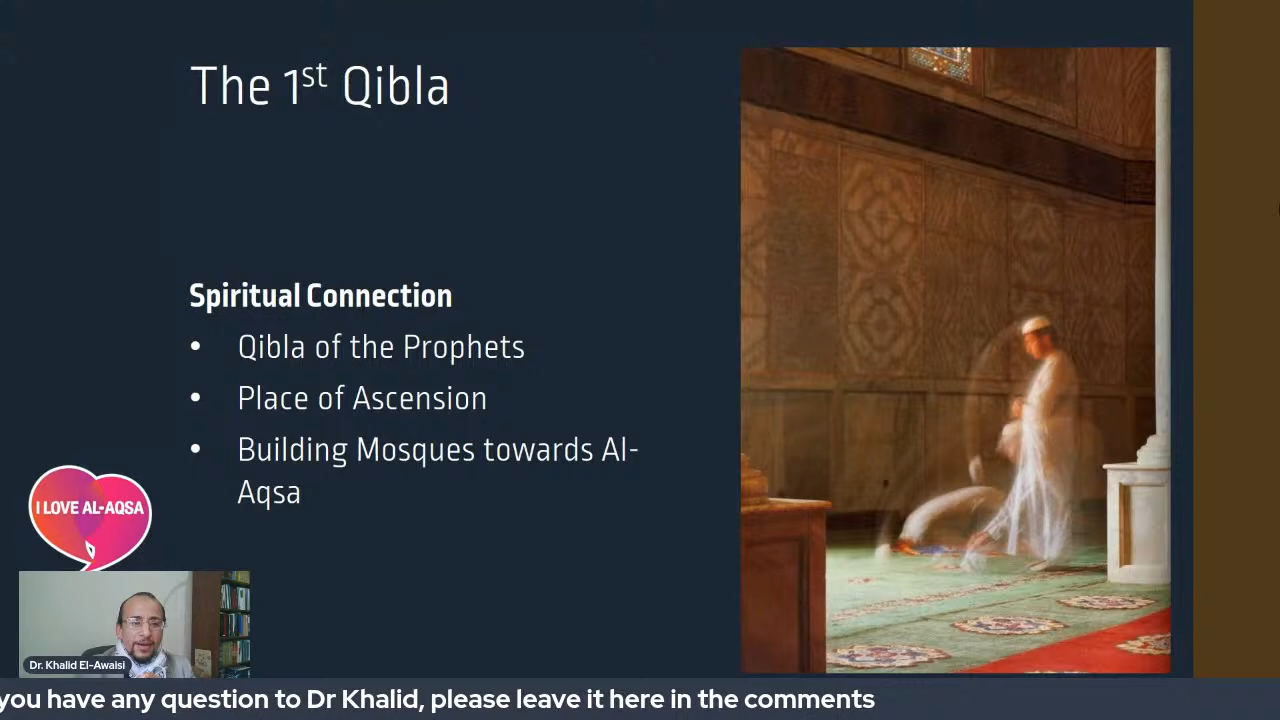 The 1st Qibla
Spiritual Connection
• Qibla of the Prophets
• Place of Ascension
• Building Mosques towards Al-
Aqsa
I LOVE AL-AQSA
Dr. Khalid El-Awaisi
you have any question to Dr Khalid, please leave it here in the comments